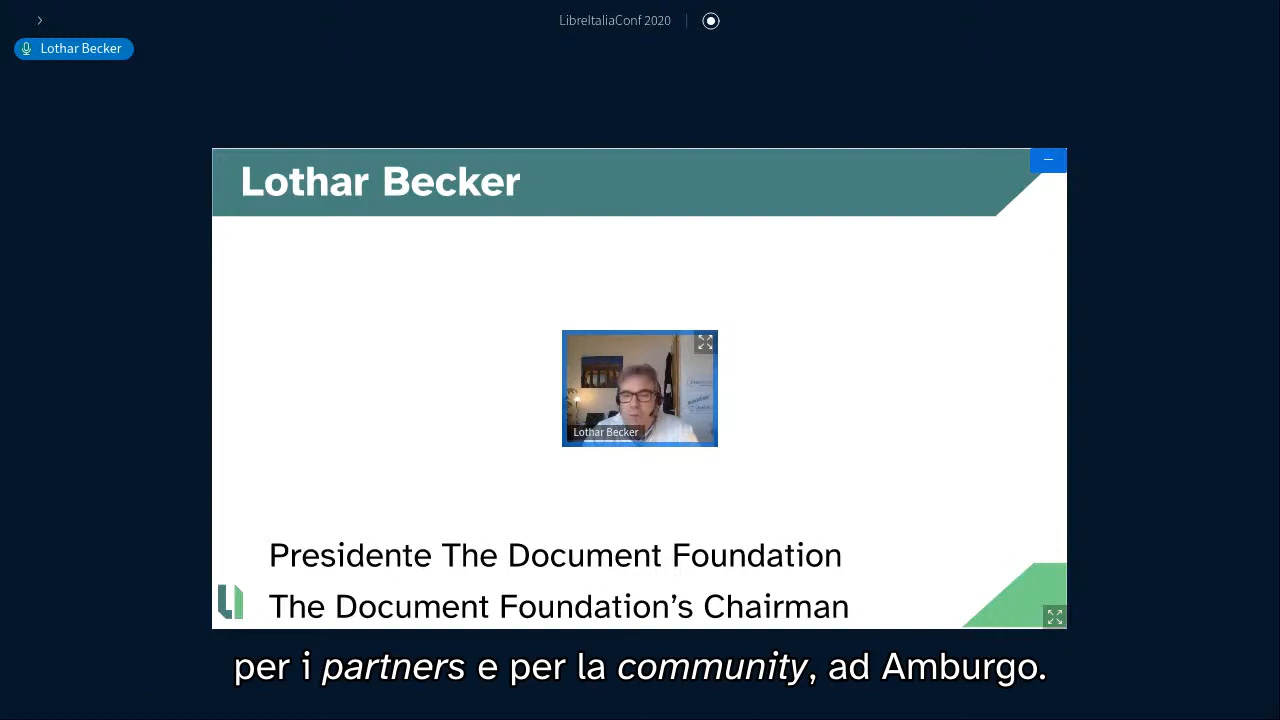 LibreItaliaConf 2020
Lothar Becker
Lothar Becker
Lothar Becker
Presidente The Document Foundation
The Document Foundation’s Chairman
per i partners e per la community, ad Amburgo.